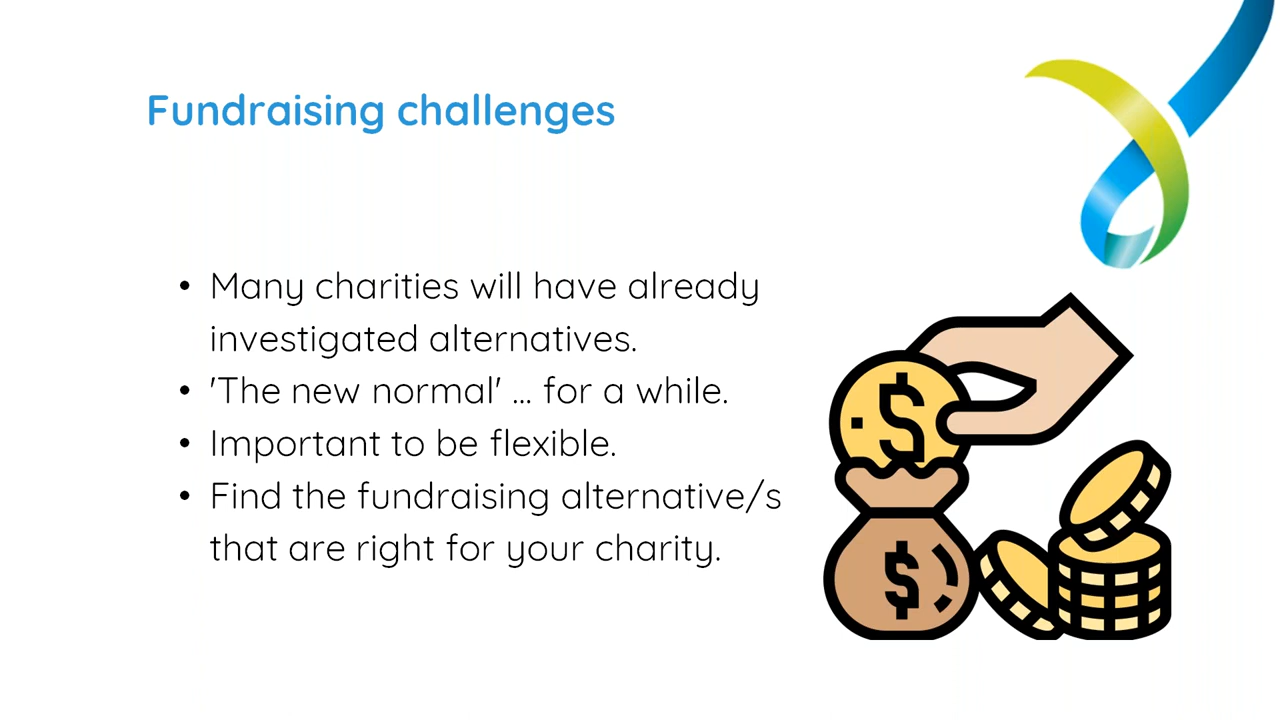 Fundraising challenges
• Many charities will have already
investigated alternatives.
• 'The new normal' ... for a while.
• Important to be flexible.
• Find the fundraising alternative/s
that are right for your charity.
$
$